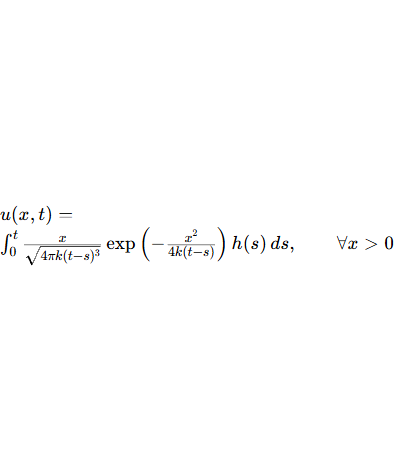 u(x, t) =
∫₀ᵗ x/√(4πk(t−s)³) exp(−x²/4k(t−s)) h(s) ds, ∀x > 0